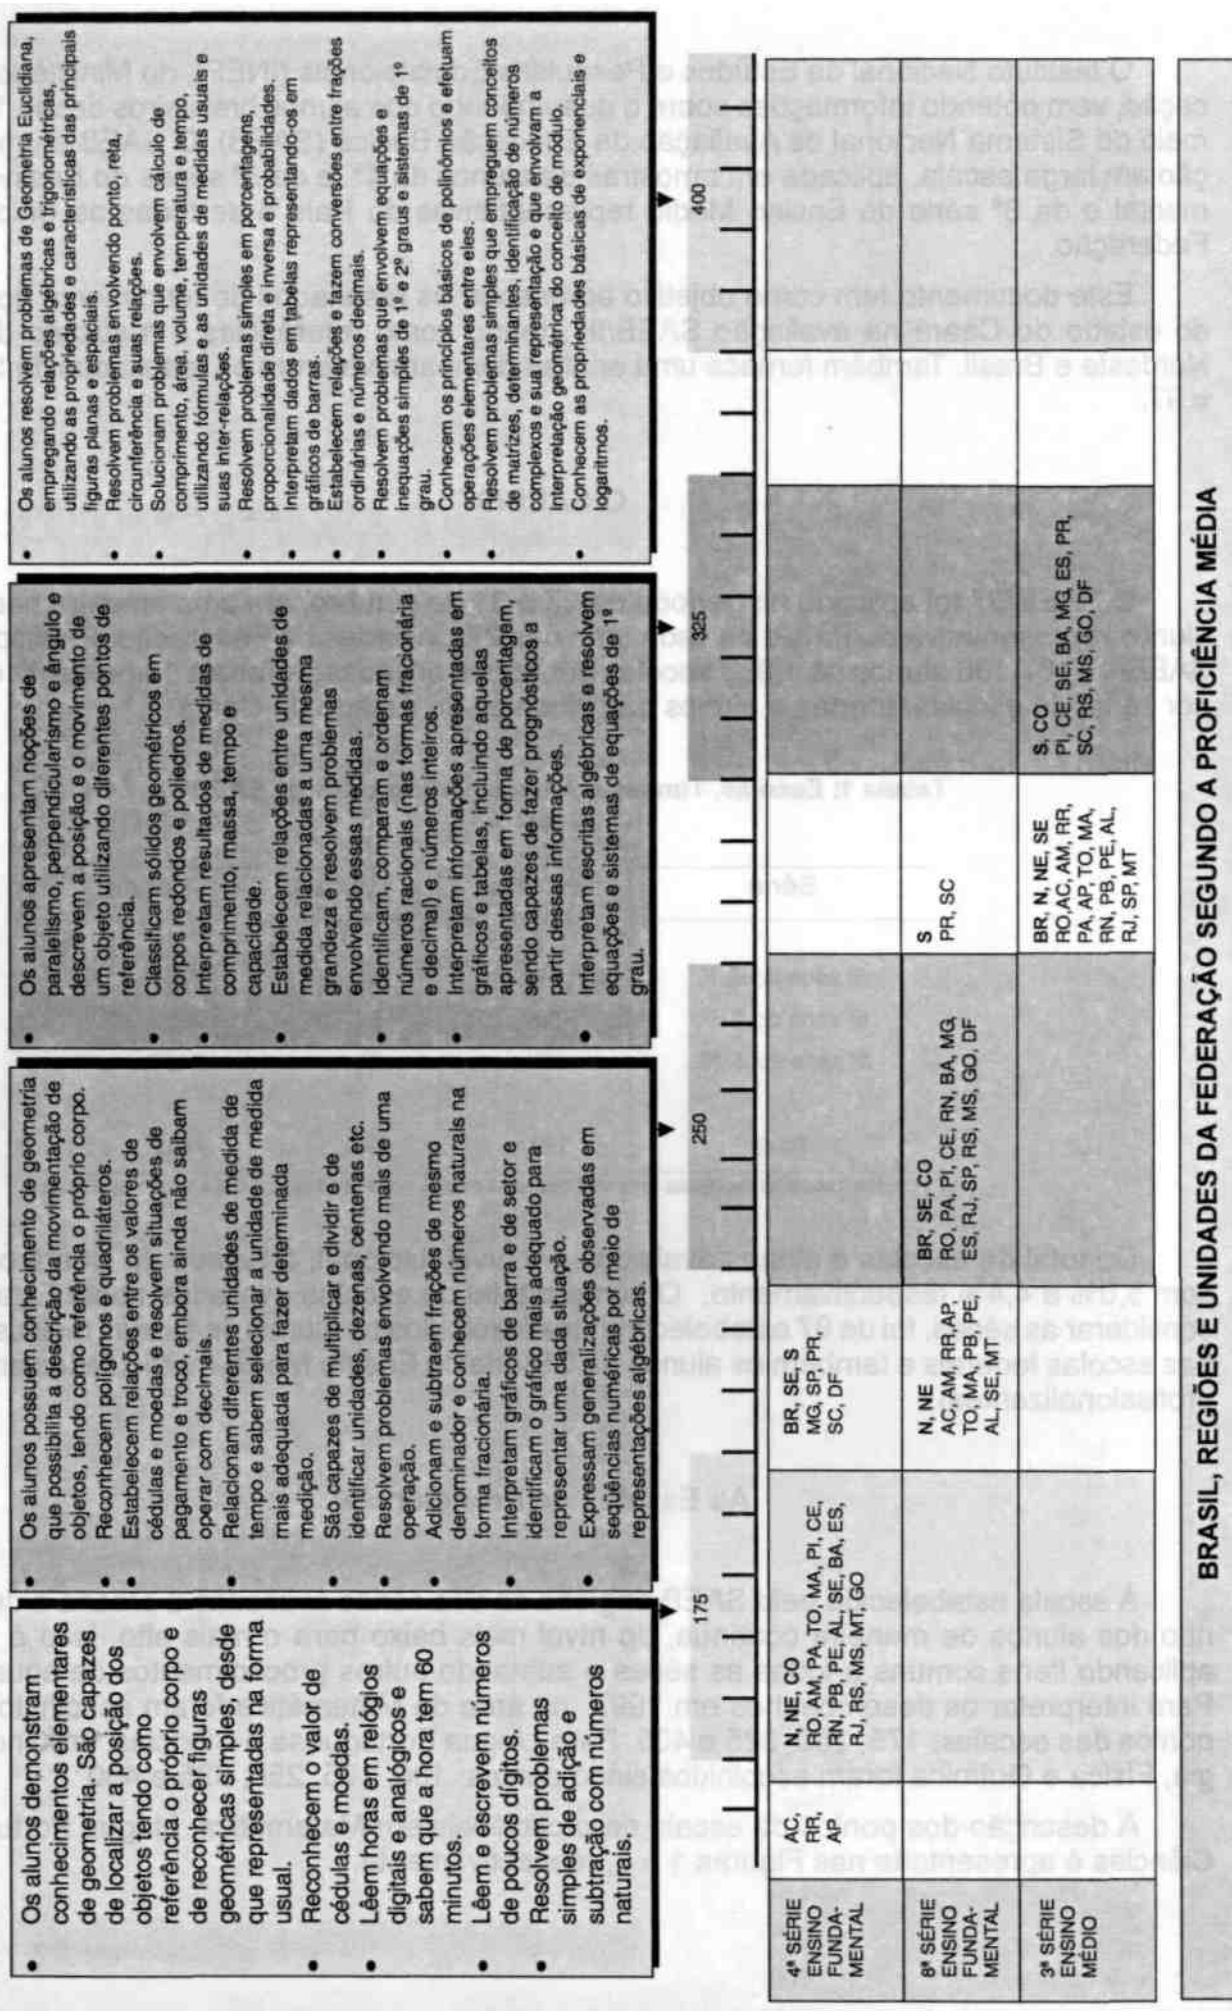 • Os alunos demonstram
conhecimentos elementares
de geometria. São capazes
de localizar a posição dos
objetos tendo como
referência o próprio corpo e
de reconhecer figuras
geométricas simples, desde
que representadas na forma
usual.
• Reconhecem o valor de
cédulas e moedas.
• Lêem horas em relógios
digitais e analógicos e
sabem que a hora tem 60
minutos.
• Lêem e escrevem números
de poucos dígitos.
• Resolvem problemas
simples de adição e
subtração com números
naturais.
• Os alunos possuem conhecimento de geometria
que possibilita a descrição da movimentação de
objetos, tendo como referência o próprio corpo.
• Reconhecem polígonos e quadriláteros.
• Estabelecem relações entre os valores de
cédulas e moedas e resolvem situações de
pagamento e troco, embora ainda não saibam
operar com decimais.
• Relacionam diferentes unidades de medida de
tempo e sabem selecionar a unidade de medida
mais adequada para fazer determinada
medição.
• São capazes de multiplicar e dividir e de
identificar unidades, dezenas, centenas etc.
• Resolvem problemas envolvendo mais de uma
operação.
• Adicionam e subtraem frações de mesmo
denominador e conhecem números naturais na
forma fracionária.
• Interpretam gráficos de barra e de setor e
identificam o gráfico mais adequado para
representar uma dada situação.
• Expressam generalizações observadas em
seqüências numéricas por meio de
representações algébricas.
• Os alunos apresentam noções de
paralelismo, perpendicularismo e ângulo e
descrevem a posição e o movimento de
um objeto utilizando diferentes pontos de
referência.
• Classificam sólidos geométricos em
corpos redondos e poliedros.
• Interpretam resultados de medidas de
comprimento, massa, tempo e
capacidade.
• Estabelecem relações entre unidades de
medida relacionadas a uma mesma
grandeza e resolvem problemas
envolvendo essas medidas.
• Identificam, comparam e ordenam
números racionais (nas formas fracionária
e decimal) e números inteiros.
• Interpretam informações apresentadas em
gráficos e tabelas, incluindo aquelas
apresentadas em forma de porcentagem,
sendo capazes de fazer prognósticos a
partir dessas informações.
• Interpretam escritas algébricas e resolvem
equações e sistemas de equações de 1º
grau.
• Os alunos resolvem problemas de Geometria Euclidiana,
empregando relações algébricas e trigonométricas,
utilizando as propriedades e características das principais
figuras planas e espaciais.
• Resolvem problemas envolvendo ponto, reta,
circunferência e suas relações.
• Solucionam problemas que envolvem cálculo de
comprimento, área, volume, temperatura e tempo,
utilizando fórmulas e as unidades de medidas usuais e
suas inter-relações.
• Resolvem problemas simples em porcentagens,
proporcionalidade direta e inversa e probabilidades.
• Interpretam dados em tabelas representando os em
gráficos de barras.
• Estabelecem relações e fazem conversões entre frações
ordinárias e números decimais.
• Resolvem problemas que envolvem equações e
inequações simples de 1º e 2º graus e sistemas de 1º
grau.
• Conhecem os princípios básicos de polinômios e efetuam
operações elementares entre eles.
• Resolvem problemas simples que empreguem conceitos
de matrizes, determinantes, identificação de números
complexos e sua representação e que envolvam a
interpretação geométrica do conceito de módulo.
• Conhecem as propriedades básicas de exponenciais e
logaritmos.
175 250 325 400
4ª SÉRIE
ENSINO
FUNDA-
MENTAL
AC,
RR,
AP
N, NE, CO
RO, AM, PA, TO, MA, PI, CE,
RN, PB, PE, AL, SE, BA, ES,
RJ, RS, MS, MT, GO
BR, SE, S
MG, SP, PR,
SC, DF
8ª SÉRIE
ENSINO
FUNDA-
MENTAL
N, NE
AC, AM, RR, AP,
TO, MA, PB, PE,
AL, SE, MT
BR, SE, CO
RO, PA, PI, CE, RN, BA, MG,
ES, RJ, SP, RS, MS, GO, DF
S
PR, SC
3ª SÉRIE
ENSINO
MÉDIO
BR, N, NE, SE
RO, AC, AM, RR,
PA, AP, TO, MA,
RN, PB, PE, AL,
RJ, SP, MT
S, CO
PI, CE, SE, BA, MG, ES, PR,
SC, RS, MS, GO, DF
BRASIL, REGIÕES E UNIDADES DA FEDERAÇÃO SEGUNDO A PROFICIÊNCIA MÉDIA